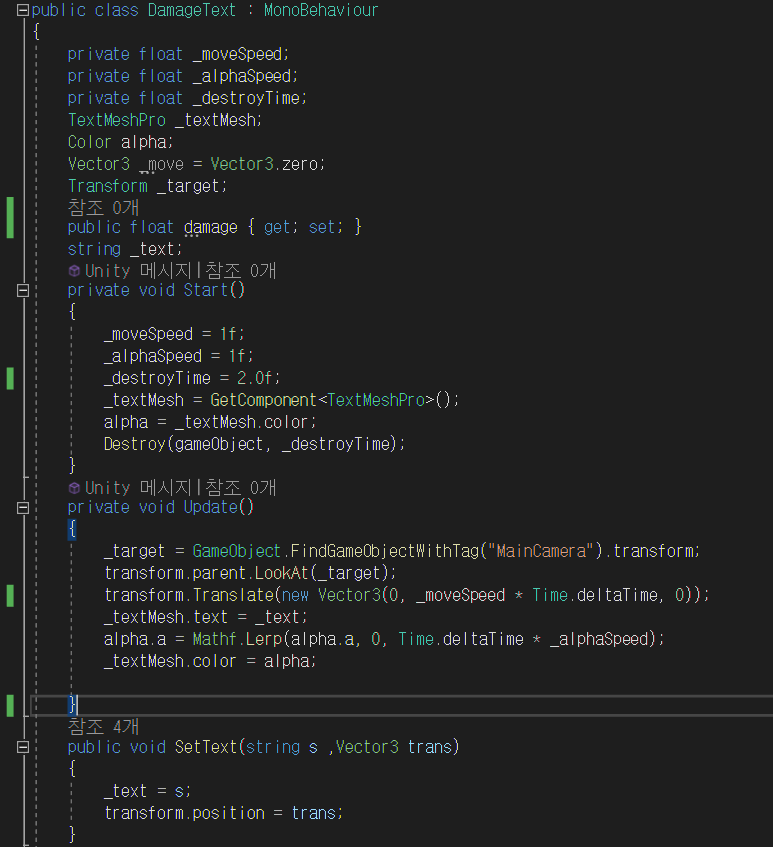 public class DamageText : MonoBehaviour
{
private float _moveSpeed;
private float _alphaSpeed;
private float _destroyTime;
TextMeshPro _textMesh;
Color alpha;
Vector3 _move = Vector3.zero;
Transform _target;
참조 0개
public float damage { get; set; }
string _text;
Unity 메시지|참조 0개
private void Start()
{
_moveSpeed = 1f;
_alphaSpeed = 1f;
_destroyTime = 2.0f;
_textMesh = GetComponent<TextMeshPro>();
alpha = _textMesh.color;
Destroy(gameObject, _destroyTime);
}
Unity 메시지|참조 0개
private void Update()
{
_target = GameObject.FindGameObjectWithTag("MainCamera").transform;
transform.parent.LookAt(_target);
transform.Translate(new Vector3(0, _moveSpeed * Time.deltaTime, 0));
_textMesh.text = _text;
alpha.a = Mathf.Lerp(alpha.a, 0, Time.deltaTime * _alphaSpeed);
_textMesh.color = alpha;
}
참조 4개
public void SetText(string s ,Vector3 trans)
{
_text = s;
transform.position = trans;
}